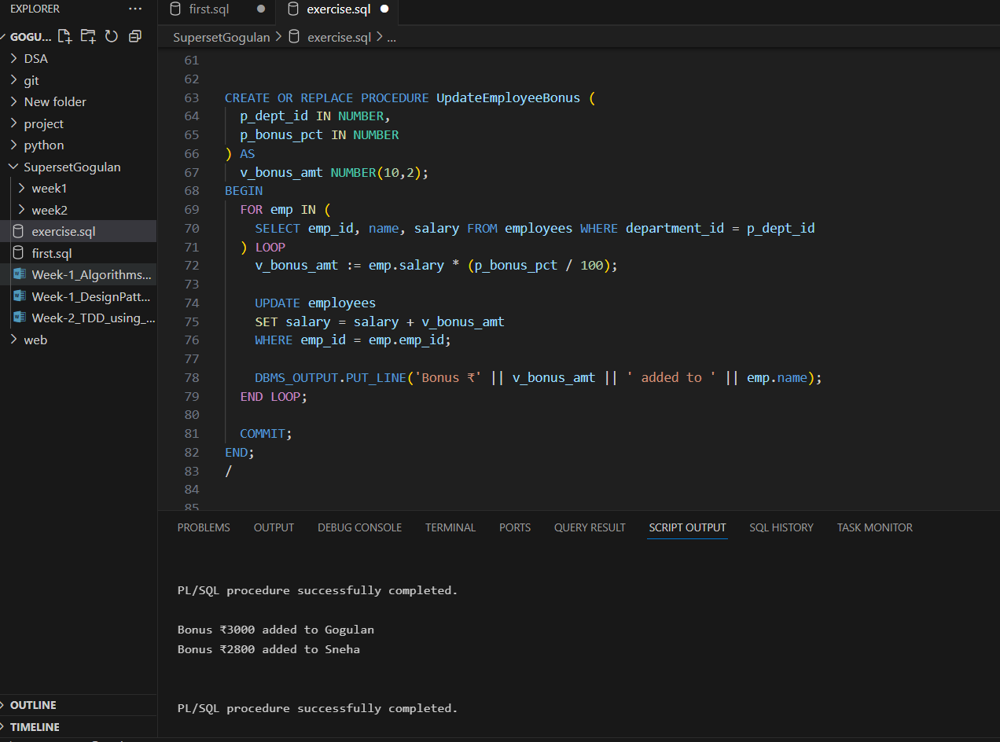 EXPLORER ...
GOGU...
DSA
git
New folder
project
python
SupersetGogulan
week1
week2
exercise.sql
first.sql
Week-1_Algorithms...
Week-1_DesignPatt...
Week-2_TDD_using_...
web
OUTLINE
TIMELINE
first.sql
exercise.sql
SupersetGogulan > exercise.sql > ...
61
62
63 CREATE OR REPLACE PROCEDURE UpdateEmployeeBonus (
64 p_dept_id IN NUMBER,
65 p_bonus_pct IN NUMBER
66 ) AS
67 v_bonus_amt NUMBER(10,2);
68 BEGIN
69 FOR emp IN (
70 SELECT emp_id, name, salary FROM employees WHERE department_id = p_dept_id
71 ) LOOP
72 v_bonus_amt := emp.salary * (p_bonus_pct / 100);
73
74 UPDATE employees
75 SET salary = salary + v_bonus_amt
76 WHERE emp_id = emp.emp_id;
77
78 DBMS_OUTPUT.PUT_LINE('Bonus ₹' || v_bonus_amt || ' added to ' || emp.name);
79 END LOOP;
80
81 COMMIT;
82 END;
83 /
84
85
PROBLEMS OUTPUT DEBUG CONSOLE TERMINAL PORTS QUERY RESULT SCRIPT OUTPUT SQL HISTORY TASK MONITOR
PL/SQL procedure successfully completed.
Bonus ₹3000 added to Gogulan
Bonus ₹2800 added to Sneha
PL/SQL procedure successfully completed.